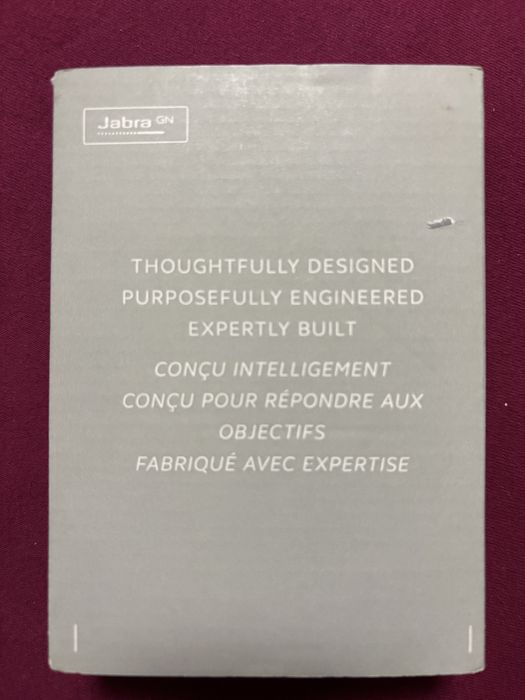 Jabra GN
THOUGHTFULLY DESIGNED
PURPOSEFULLY ENGINEERED
EXPERTLY BUILT
CONÇU INTELLIGEMENT
CONÇU POUR RÉPONDRE AUX
OBJECTIFS
FABRIQUÉ AVEC EXPERTISE